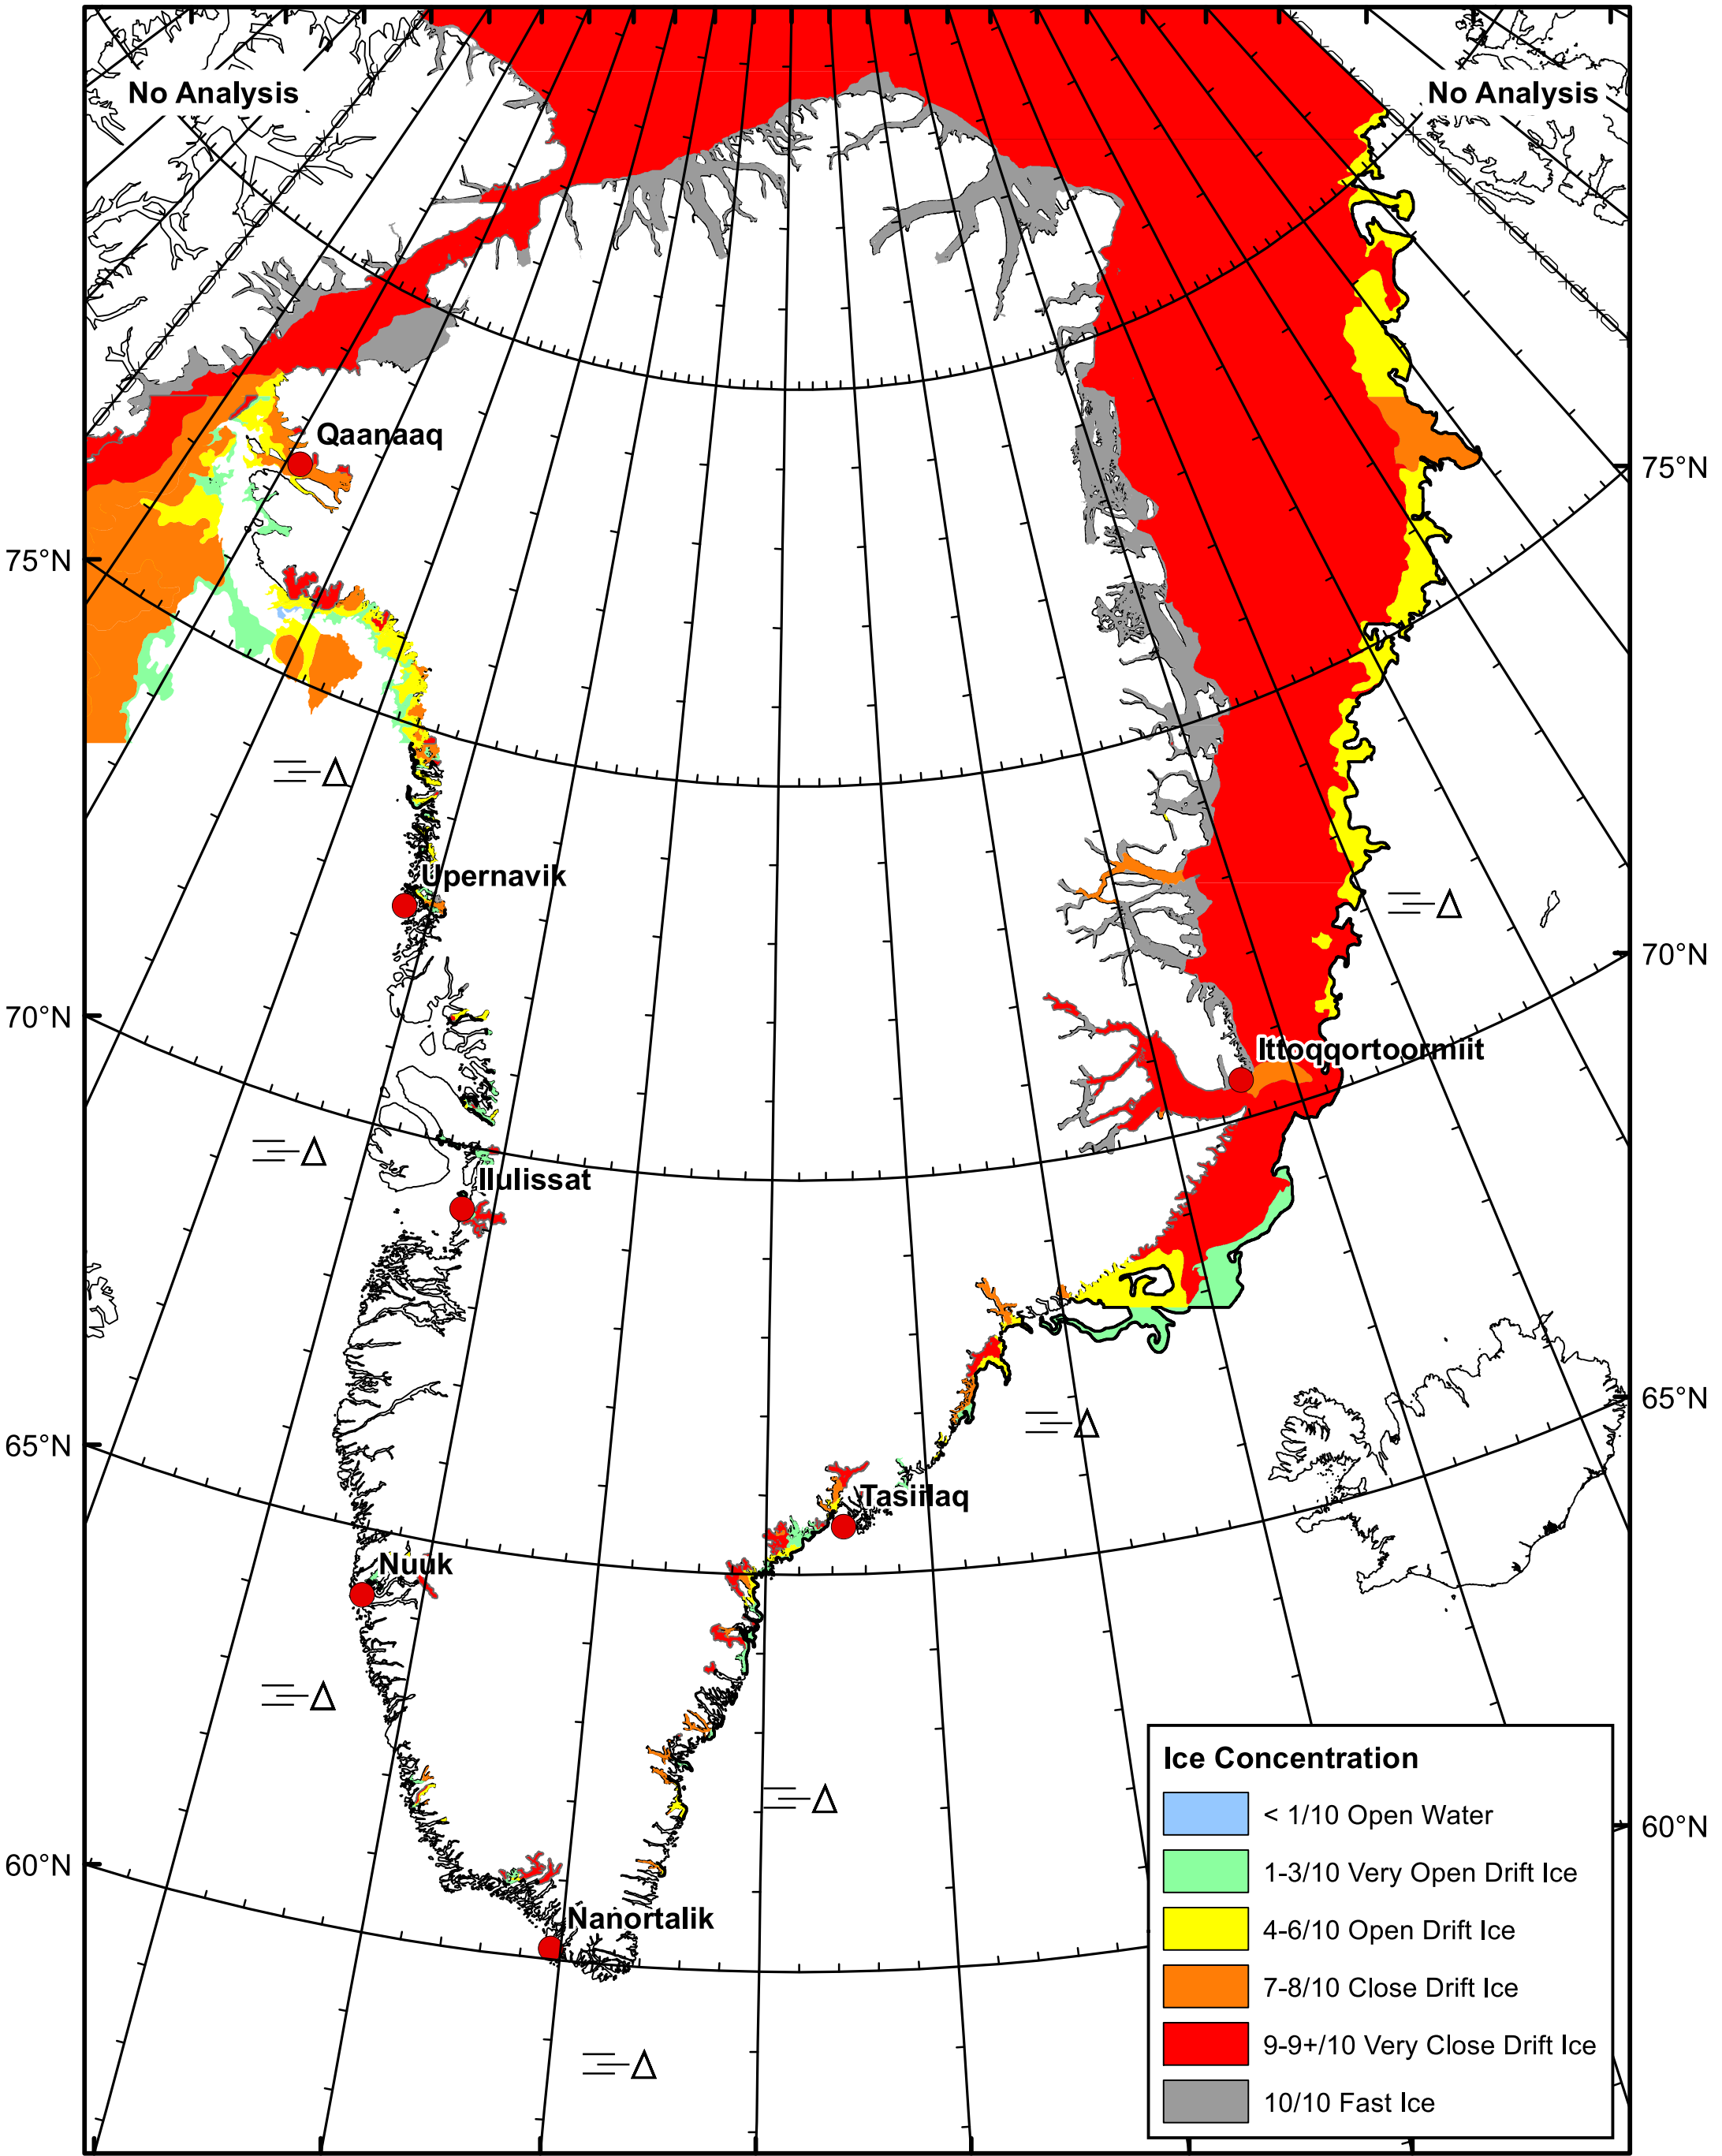 No Analysis
No Analysis
Qaanaaq
75°N
75°N
Upernavik
70°N
70°N
Ittoqqortoormiit
Ilulissat
65°N
65°N
Tasiilaq
Nuuk
60°N
60°N
Nanortalik
Ice Concentration
< 1/10 Open Water
1-3/10 Very Open Drift Ice
4-6/10 Open Drift Ice
7-8/10 Close Drift Ice
9-9+/10 Very Close Drift Ice
10/10 Fast Ice